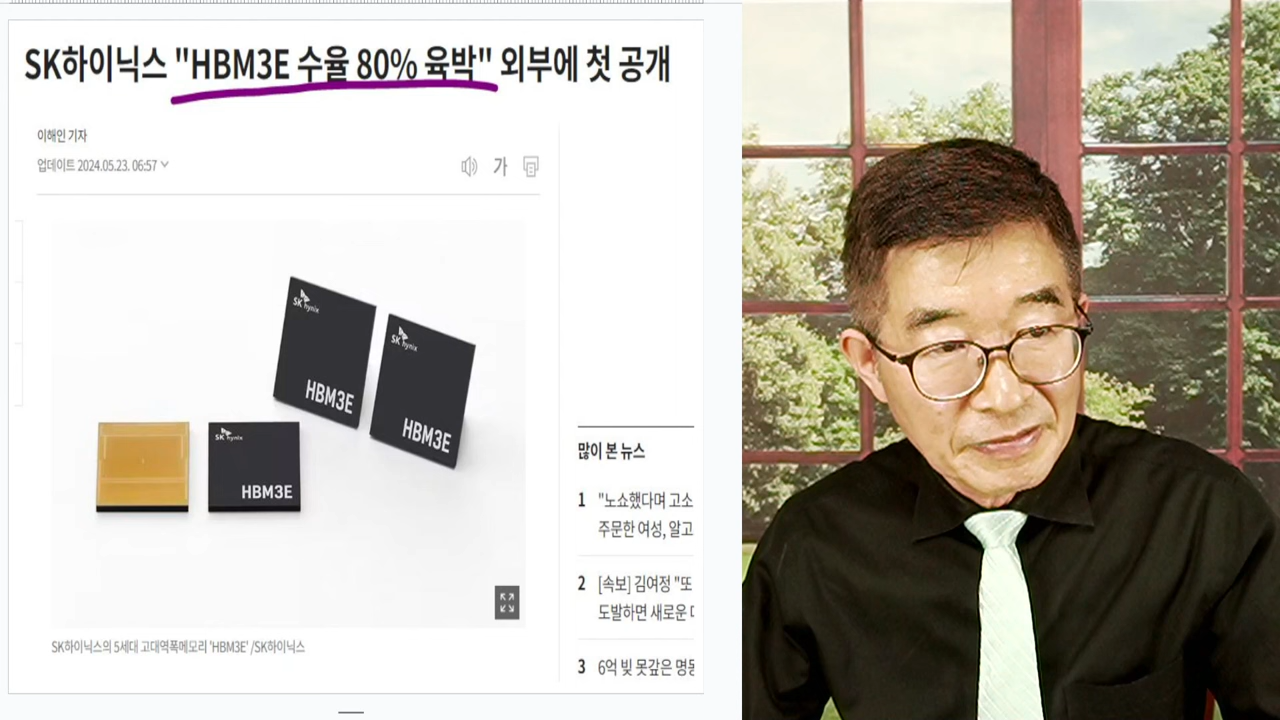 SK하이닉스 "HBM3E 수율 80% 육박" 외부에 첫 공개
이해인 기자
업데이트 2024.05.23. 06:57
가
SK hynix
HBM3E
SK hynix
HBM3E
SK hynix
HBM3E
SK하이닉스의 5세대 고대역폭메모리 'HBM3E' /SK하이닉스
많이 본 뉴스
1 "노쇼했다며 고소
주문한 여성, 알고
2 [속보] 김여정 "또
도발하면 새로운
3 6억 빚 못갚은 명동